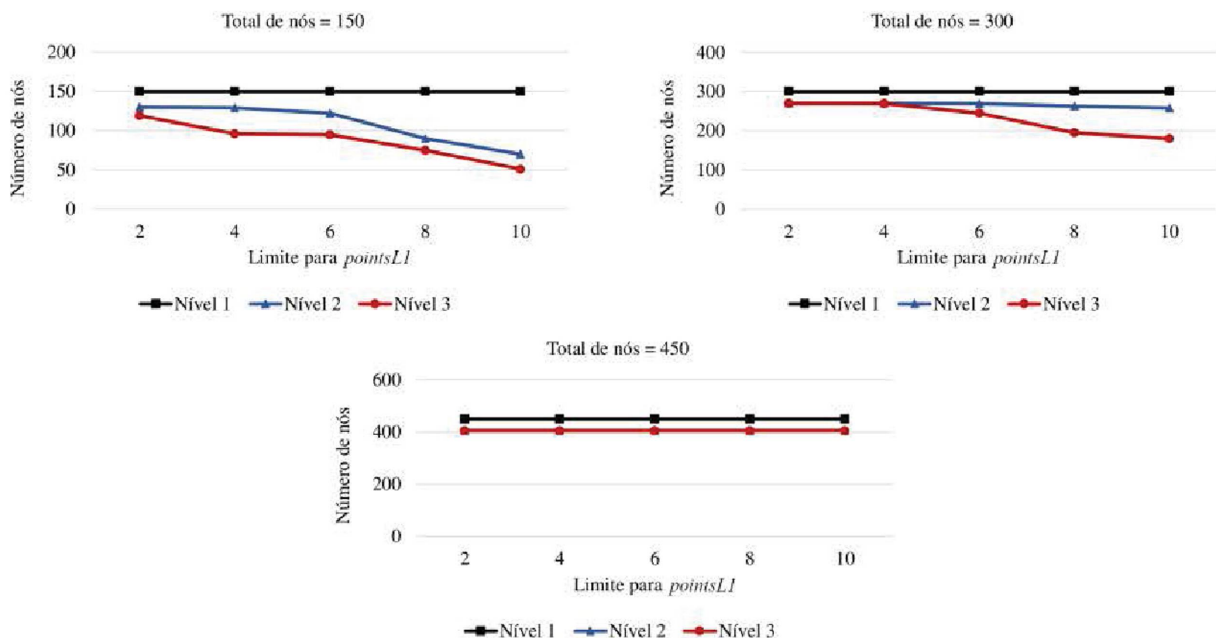 Total de nós = 150
200
150
100
50
0
Número de nós
2 4 6 8 10
Limite para pointsL1
Nível 1 Nível 2 Nível 3
Total de nós = 300
400
300
200
100
0
Número de nós
2 4 6 8 10
Limite para pointsL1
Nível 1 Nível 2 Nível 3
Total de nós = 450
600
400
200
0
Número de nós
2 4 6 8 10
Limite para pointsL1
Nível 1 Nível 2 Nível 3